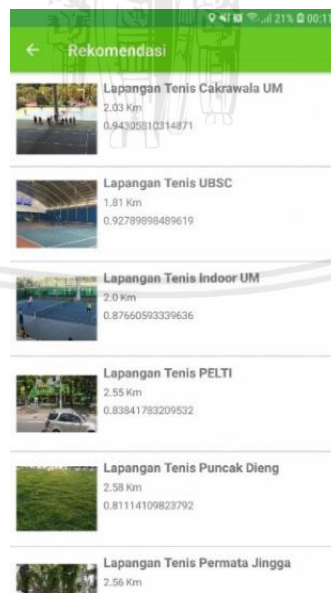 21% 00:11
Rekomendasi
Lapangan Tenis Cakrawala UM
2.03 Km
0.94305810314871
Lapangan Tenis UBSC
1.81 Km
0.92789898489619
Lapangan Tenis Indoor UM
2.0 Km
0.87660593339636
Lapangan Tenis PELTI
2.55 Km
0.83841783209532
Lapangan Tenis Puncak Dieng
2.58 Km
0.81114109823792
Lapangan Tenis Permata Jingga
2.56 Km